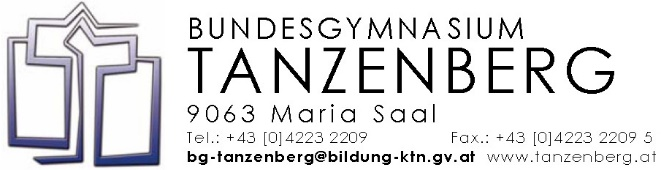 BUNDESGYMNASIUM
TANZENBERG
9063 Maria Saal
Tel.: +43 [0]4223 2209 Fax.: +43 [0]4223 2209 5
bg-tanzenberg@bildung-ktn.gv.at www.tanzenberg.at